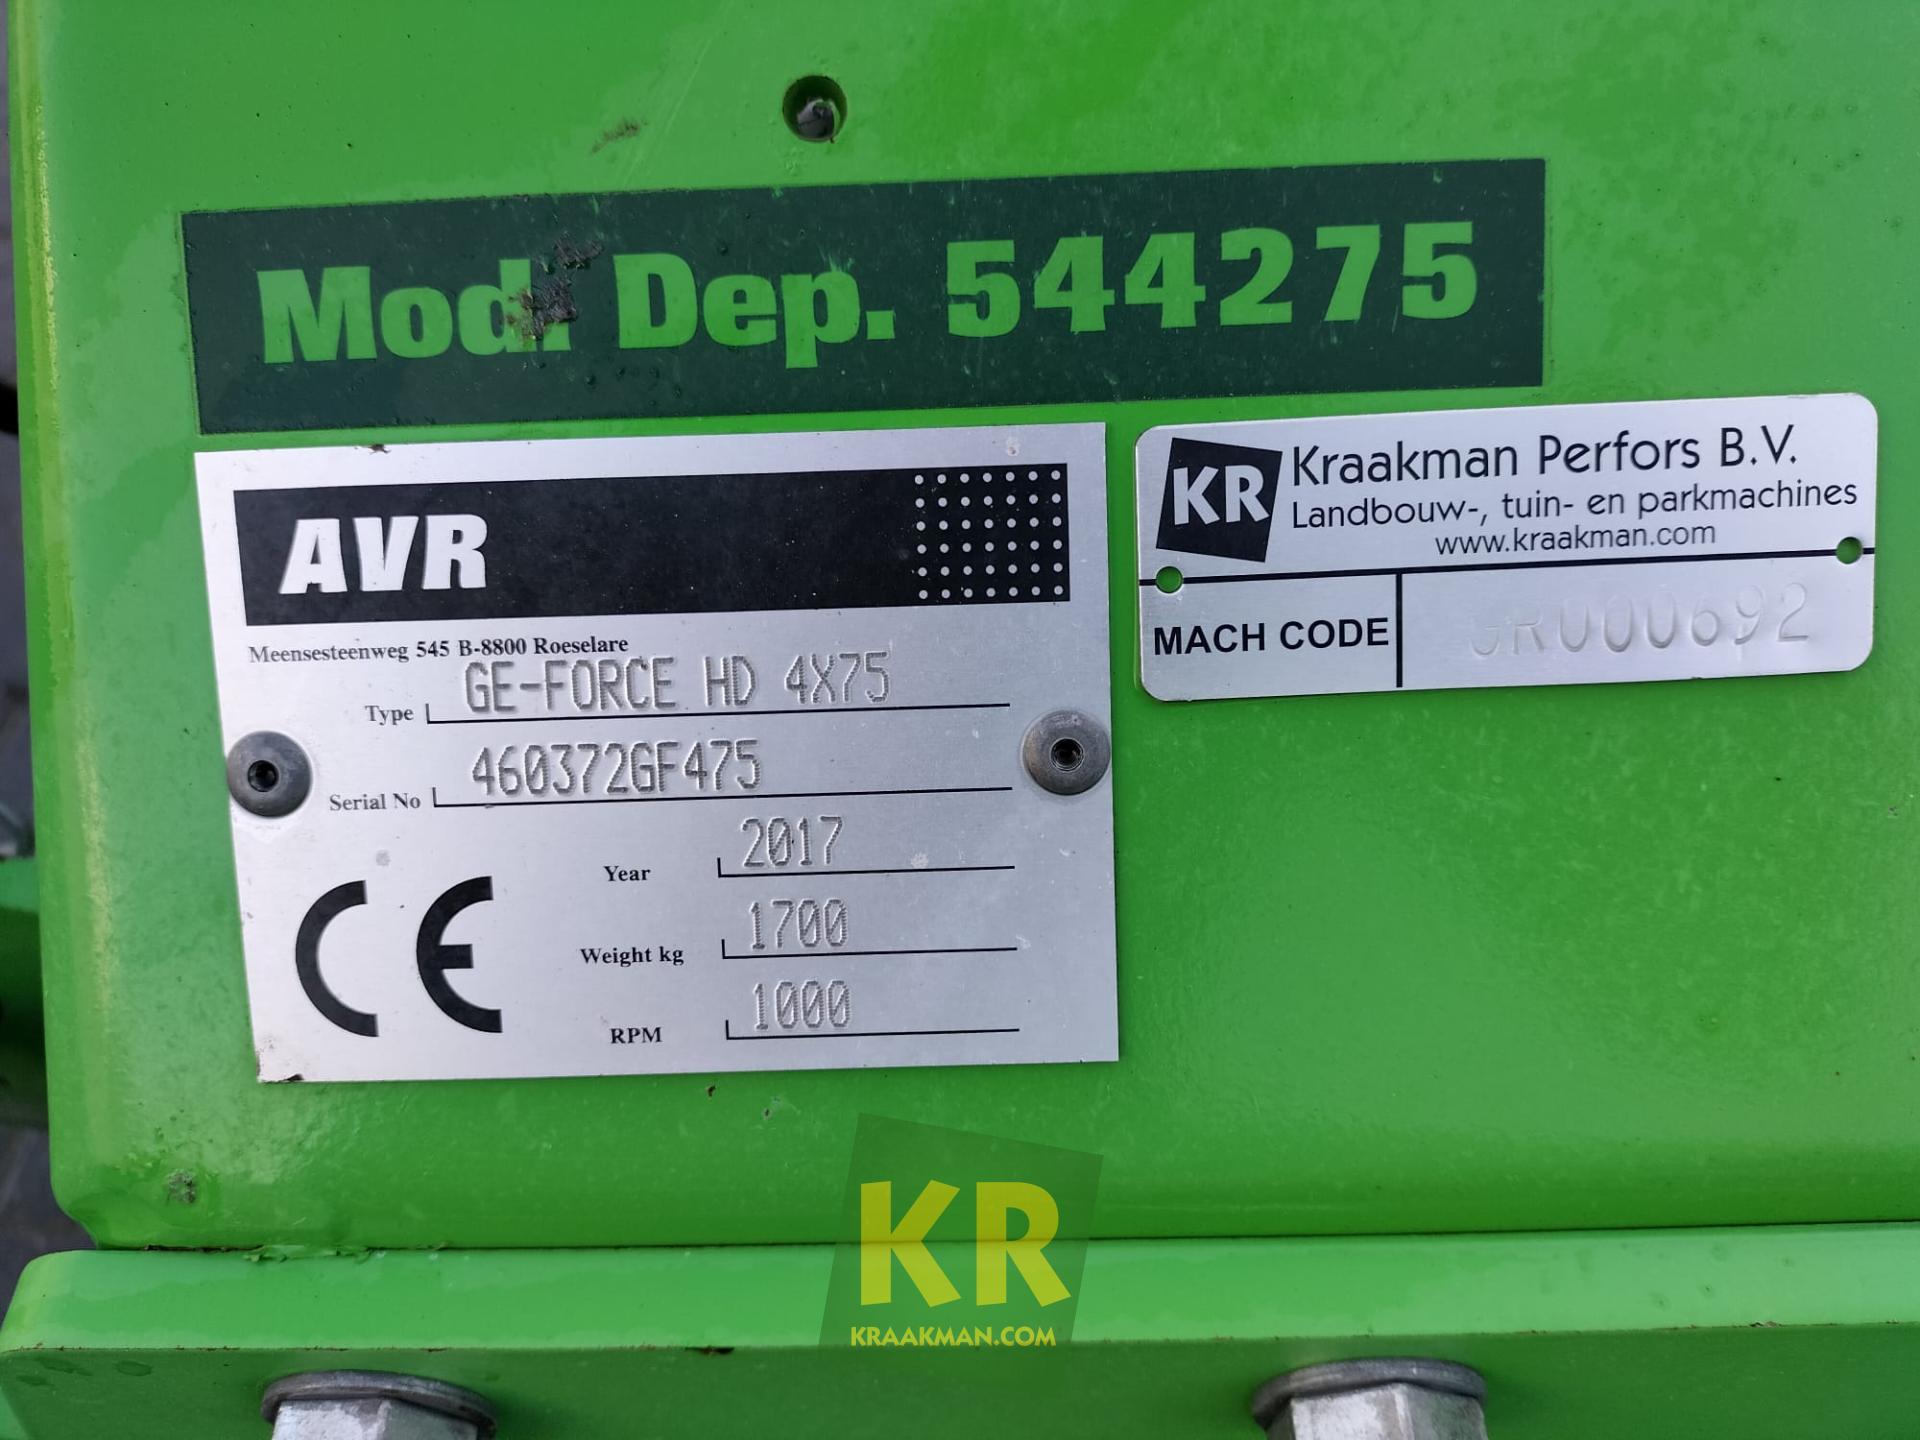 Mod. Dep. 544275
AVR
Meensesteenweg 545 B-8800 Roeselare
Type GE-FORCE HD 4X75
Serial No 460372GF475
Year 2017
Weight kg 1700
RPM 1000
CE
KR
Kraakman Perfors B.V.
Landbouw-, tuin- en parkmachines
www.kraakman.com
MACH CODE
KR
KRAAKMAN.COM